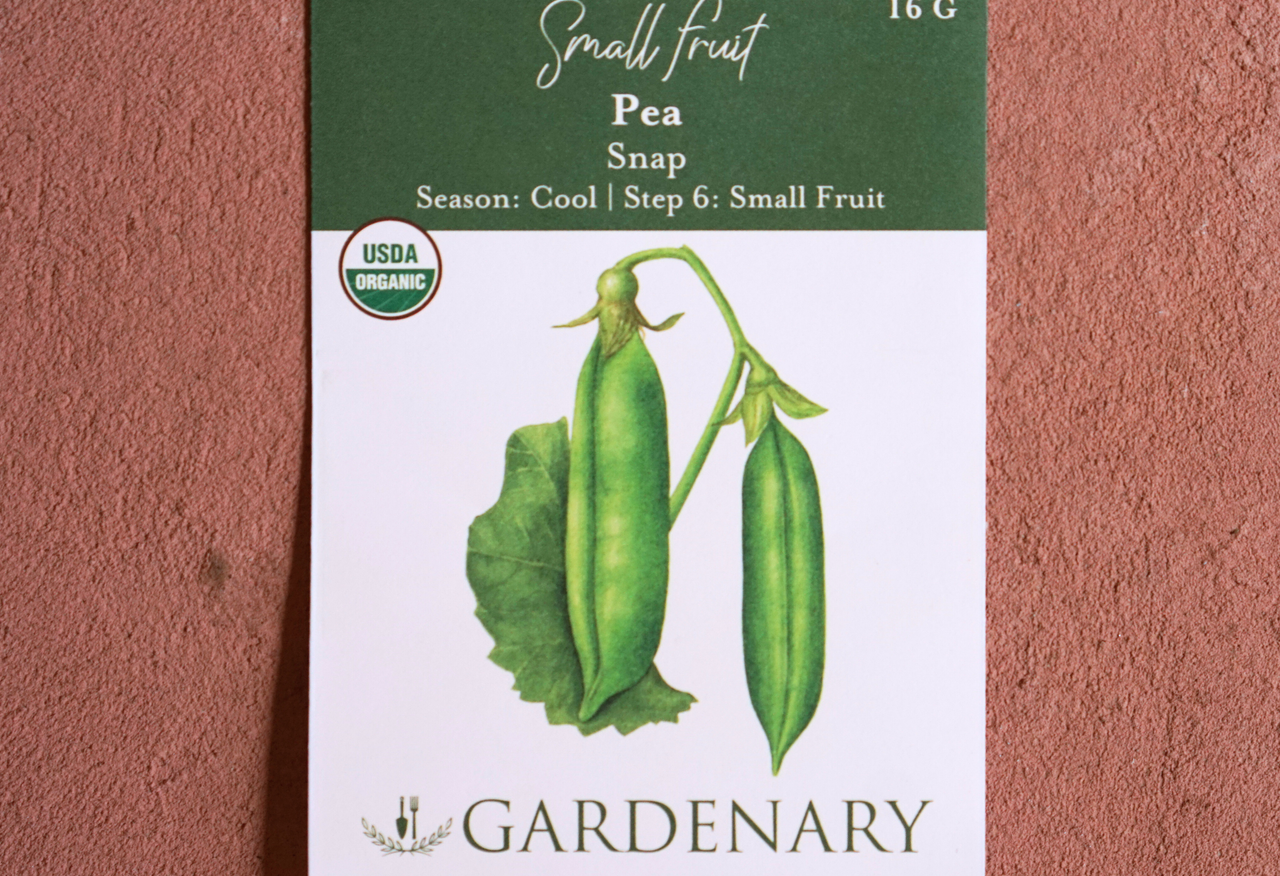 16 G
Small Fruit
Pea
Snap
Season: Cool | Step 6: Small Fruit
USDA
ORGANIC
GARDENARY